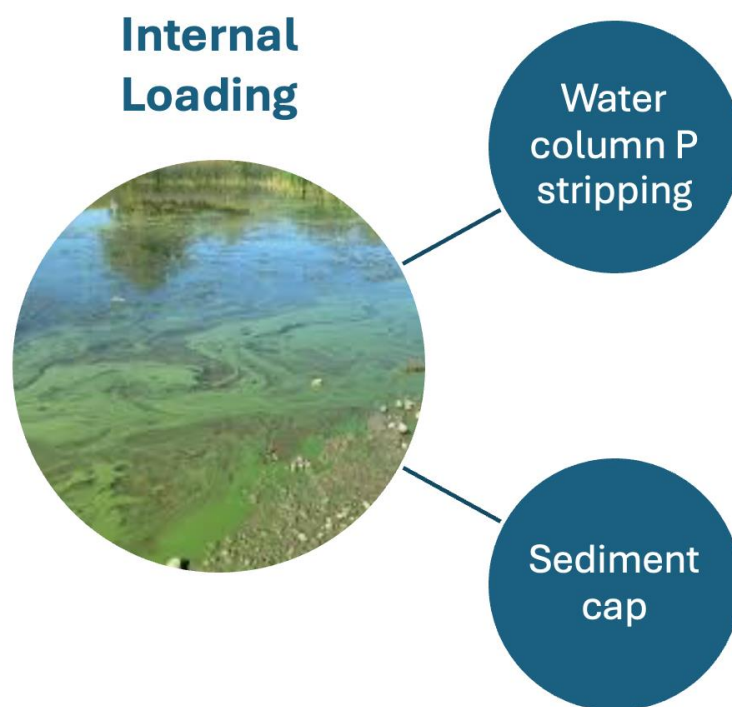 Internal
Loading
Water
column P
stripping
Sediment
cap